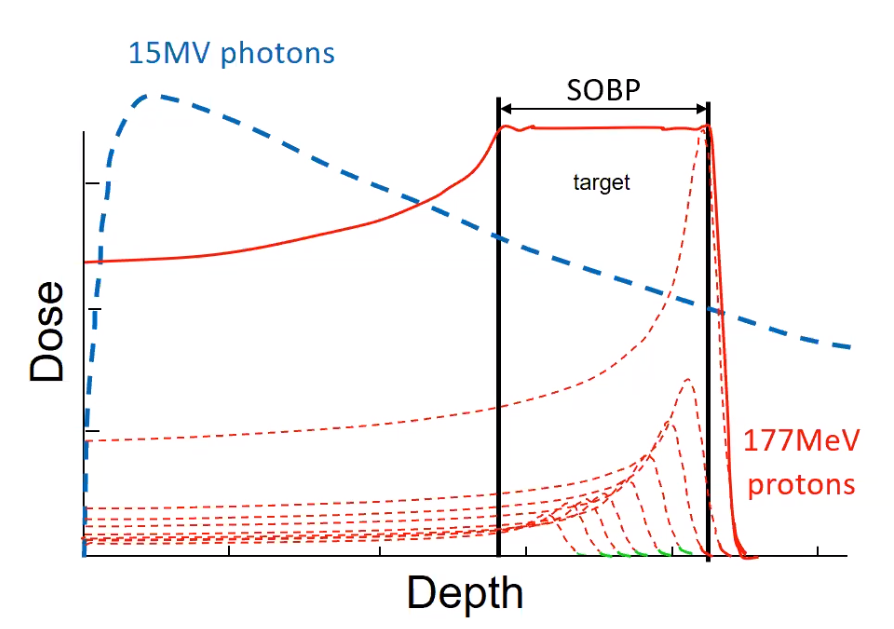 15MV photons
SOBP
target
Dose
177MeV
protons
Depth